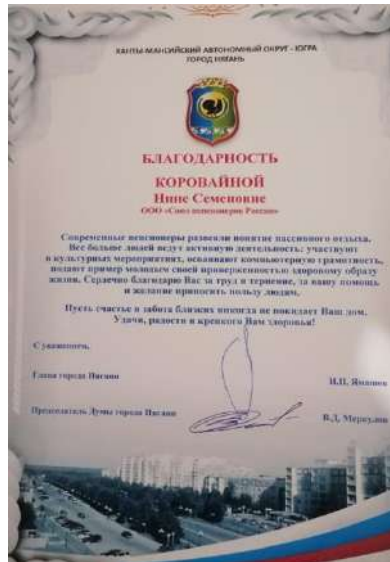 ХАНТЫ-МАНСИЙСКИЙ АВТОНОМНЫЙ ОКРУГ - ЮГРА
ГОРОД НЯГАНЬ
БЛАГОДАРНОСТЬ
КОРОВАЙНОЙ
Нине Семеновне
ООО «Союз пенсионеров России»
Современные пенсионеры развеяли понятие пассивного отдыха.
Все больше людей ведут активную деятельность: участвуют
в культурных мероприятиях, осваивают компьютерную грамотность,
подают пример молодым своей приверженностью здоровому образу
жизни. Сердечно благодарю Вас за труд и терпение, за вашу помощь
и желание приносить пользу людям.
Пусть счастье и забота близких никогда не покидает Ваш дом.
Удачи, радости и крепкого Вам здоровья!
С уважением,
Глава города Нягани
И.П. Ямашев
Председатель Думы города Нягани
В.Д. Меркулов